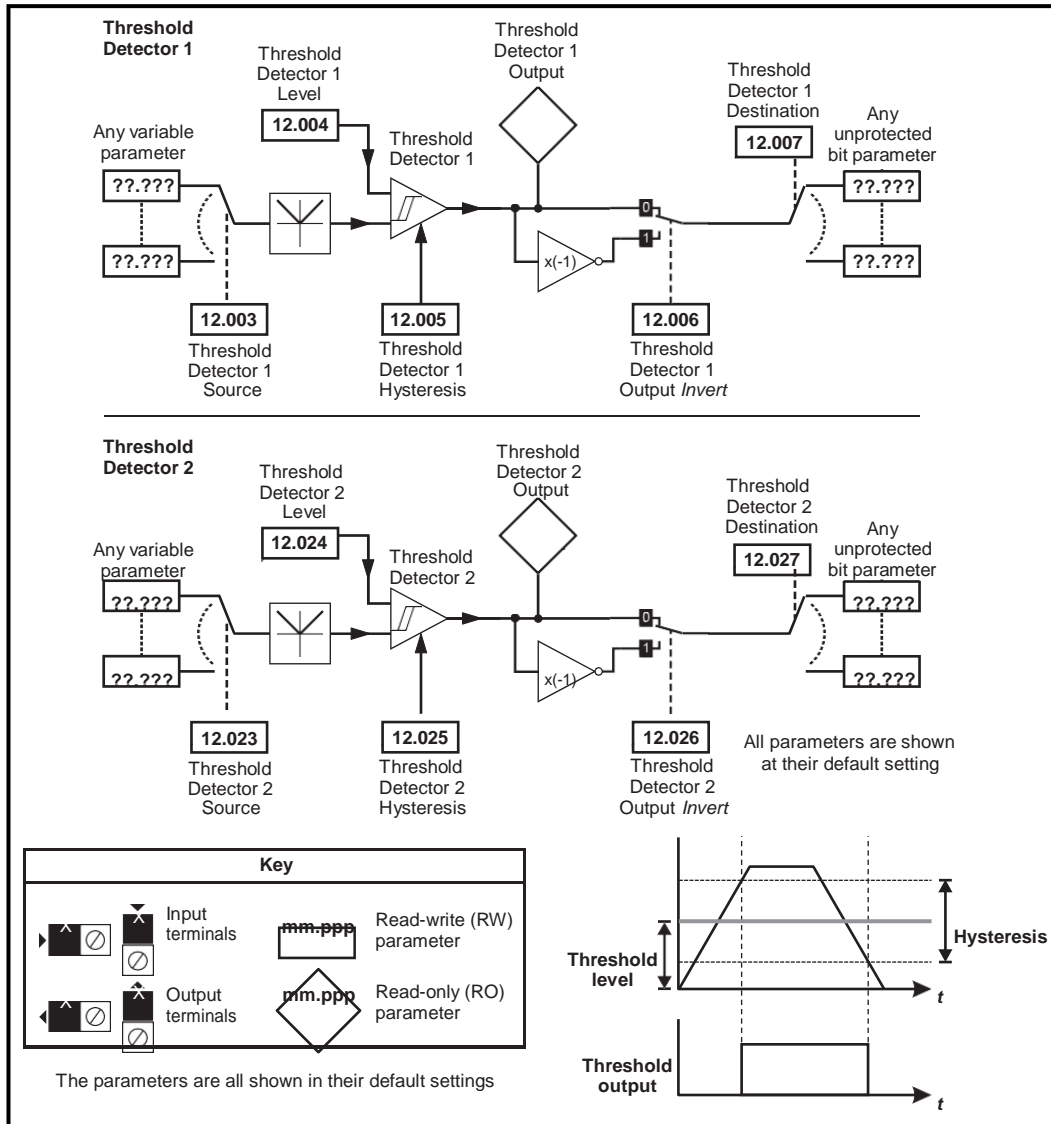 Threshold
Detector 1
Threshold
Detector 1
Level
12.004
Any variable
parameter
??.???
??.???
12.003
Threshold
Detector 1
Source
Threshold
Detector 1
12.005
Threshold
Detector 1
Hysteresis
Threshold
Detector 1
Output
x(-1)
0
1
12.006
Threshold
Detector 1
Output Invert
Threshold
Detector 1
Destination
12.007
Any
unprotected
bit parameter
??.???
??.???
Threshold
Detector 2
Threshold
Detector 2
Level
12.024
Any variable
parameter
??.???
??.???
12.023
Threshold
Detector 2
Source
Threshold
Detector 2
12.025
Threshold
Detector 2
Hysteresis
Threshold
Detector 2
Output
x(-1)
0
1
12.026
Threshold
Detector 2
Output Invert
Threshold
Detector 2
Destination
12.027
Any
unprotected
bit parameter
??.???
??.???
All parameters are shown
at their default setting
Key
X
X
Input
terminals
mm.ppp
Read-write (RW)
parameter
X
X
Output
terminals
mm.ppp
Read-only (RO)
parameter
The parameters are all shown in their default settings
Threshold
level
Hysteresis
t
Threshold
output
t